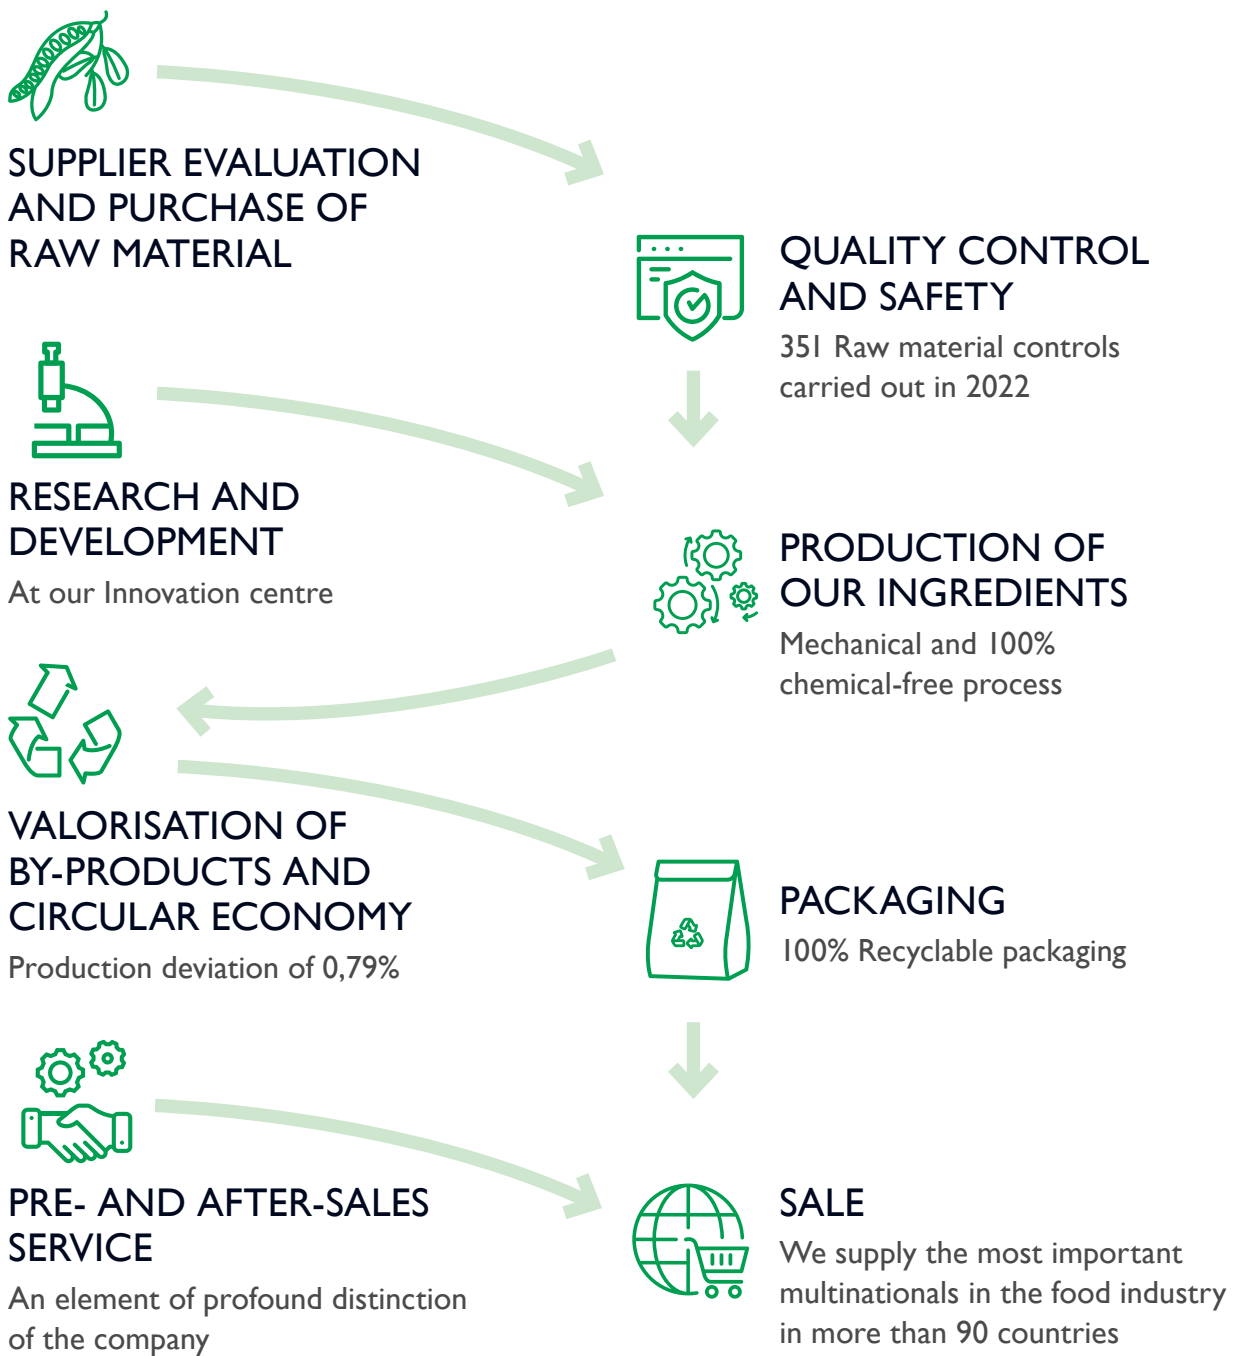 SUPPLIER EVALUATION
AND PURCHASE OF
RAW MATERIAL
QUALITY CONTROL
AND SAFETY
351 Raw material controls
carried out in 2022
RESEARCH AND
DEVELOPMENT
At our Innovation centre
PRODUCTION OF
OUR INGREDIENTS
Mechanical and 100%
chemical-free process
VALORISATION OF
BY-PRODUCTS AND
CIRCULAR ECONOMY
Production deviation of 0,79%
PACKAGING
100% Recyclable packaging
PRE- AND AFTER-SALES
SERVICE
An element of profound distinction
of the company
SALE
We supply the most important
multinationals in the food industry
in more than 90 countries